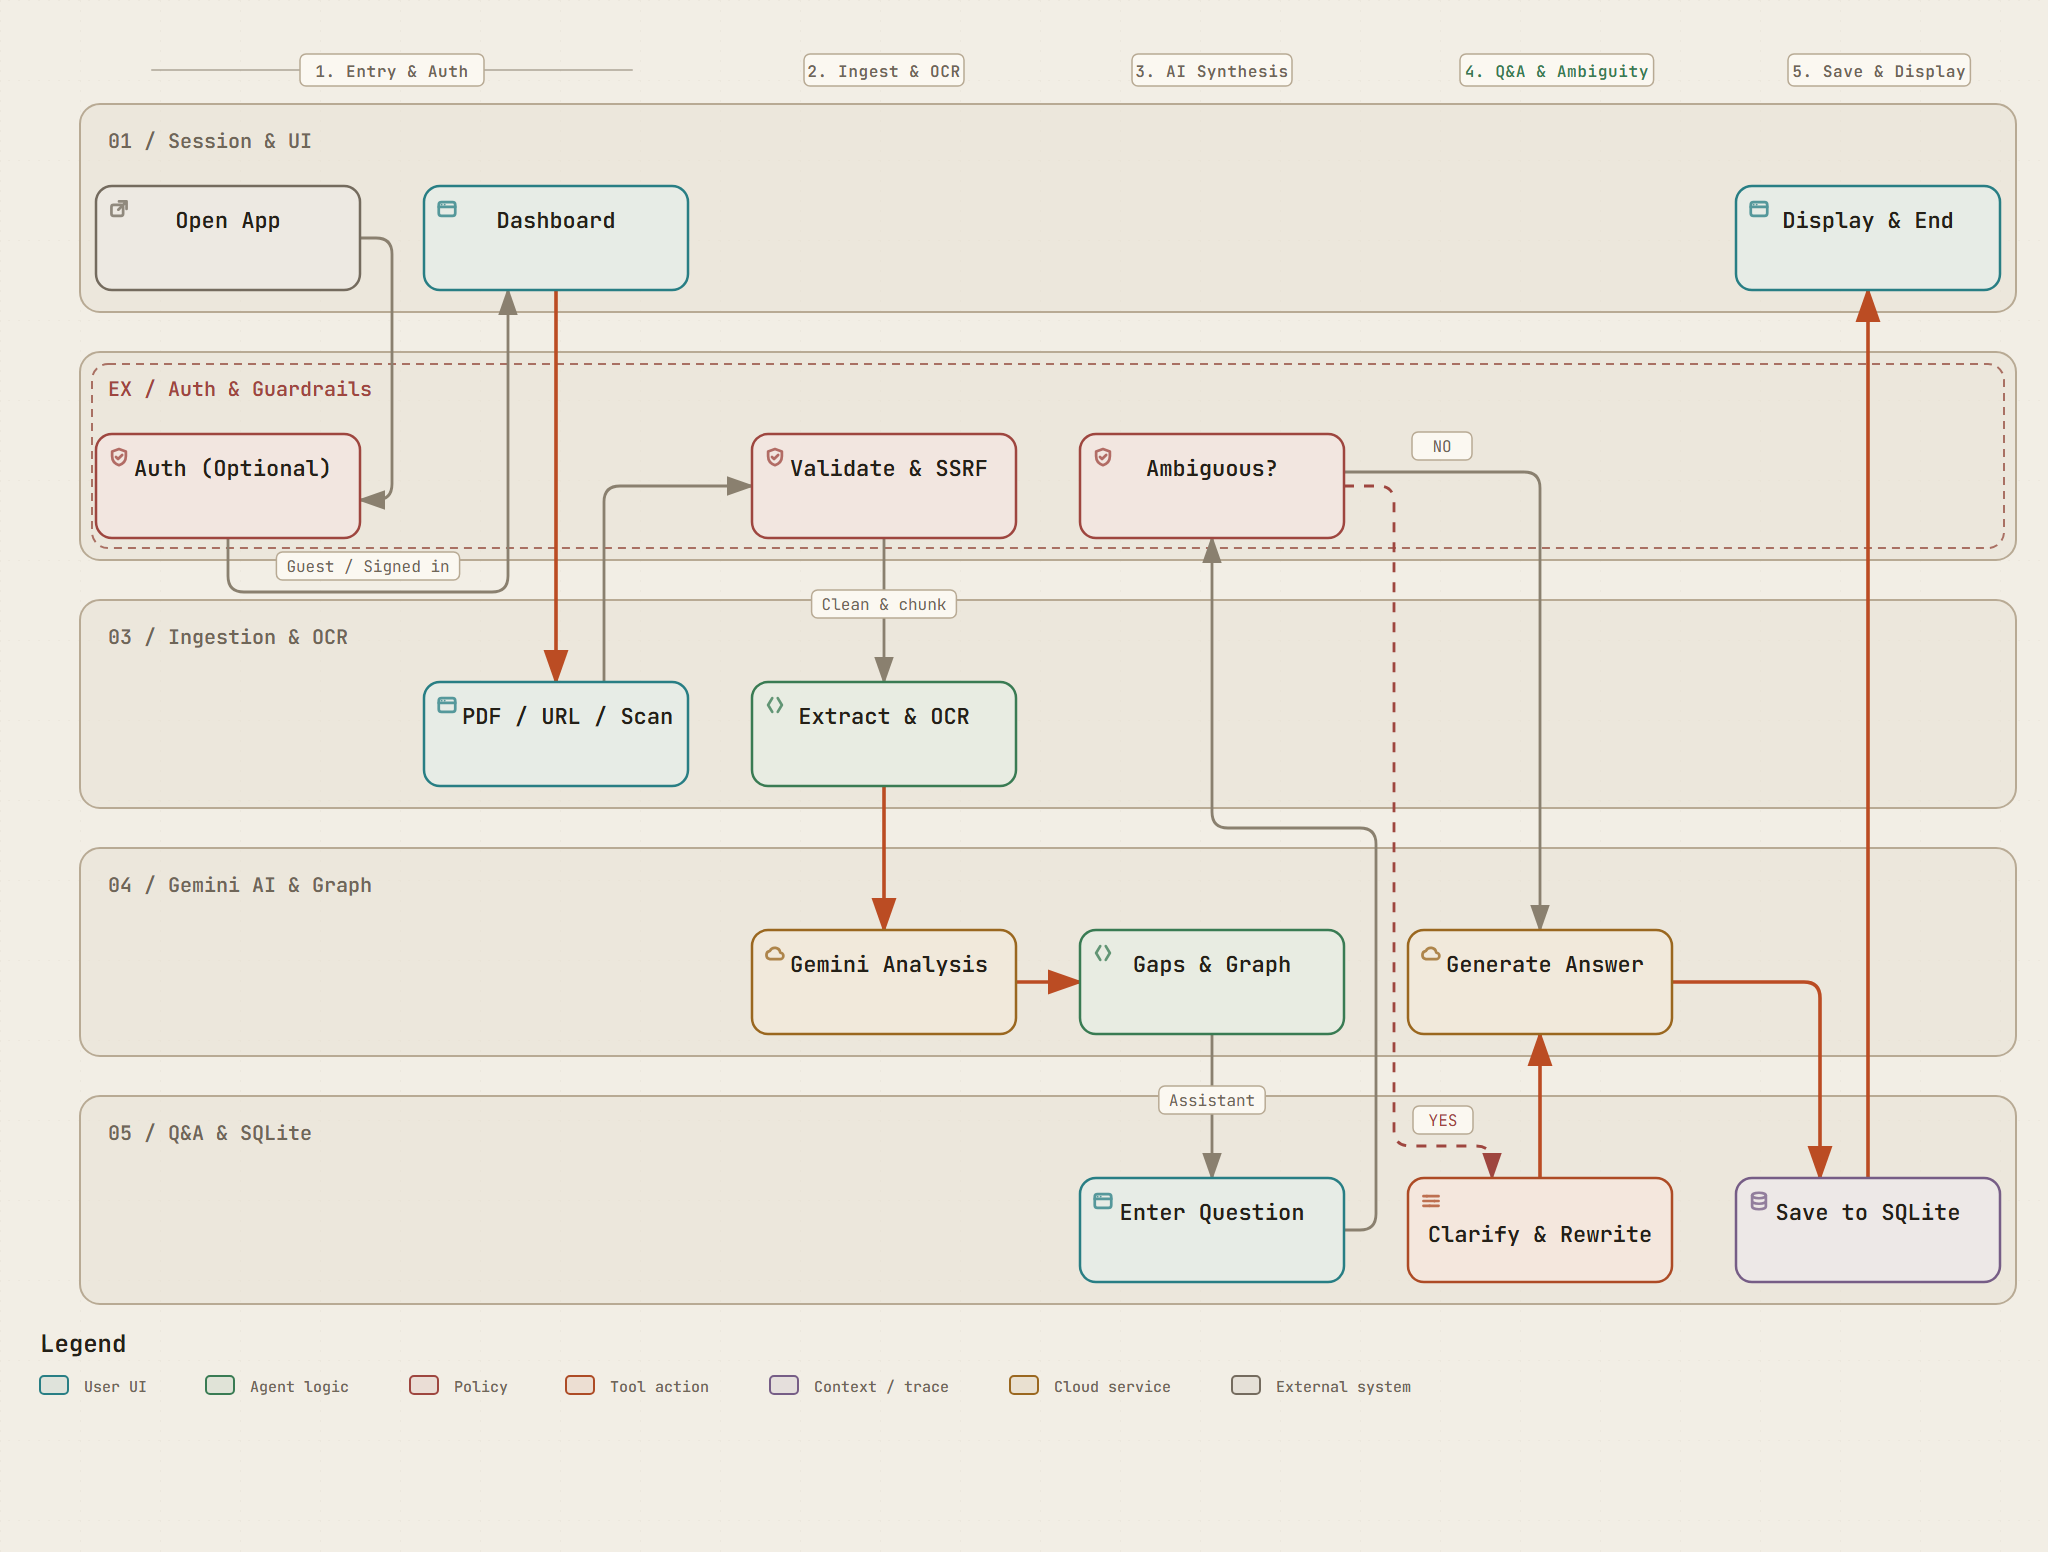 1. Entry & Auth
2. Ingest & OCR
3. AI Synthesis
4. Q&A & Ambiguity
5. Save & Display
01 / Session & UI
Open App
Dashboard
Display & End
EX / Auth & Guardrails
Auth (Optional)
Validate & SSRF
Ambiguous?
NO
Guest / Signed in
Clean & chunk
03 / Ingestion & OCR
PDF / URL / Scan
Extract & OCR
04 / Gemini AI & Graph
Gemini Analysis
Gaps & Graph
Generate Answer
Assistant
YES
05 / Q&A & SQLite
Enter Question
Clarify & Rewrite
Save to SQLite
Legend
User UI
Agent logic
Policy
Tool action
Context / trace
Cloud service
External system